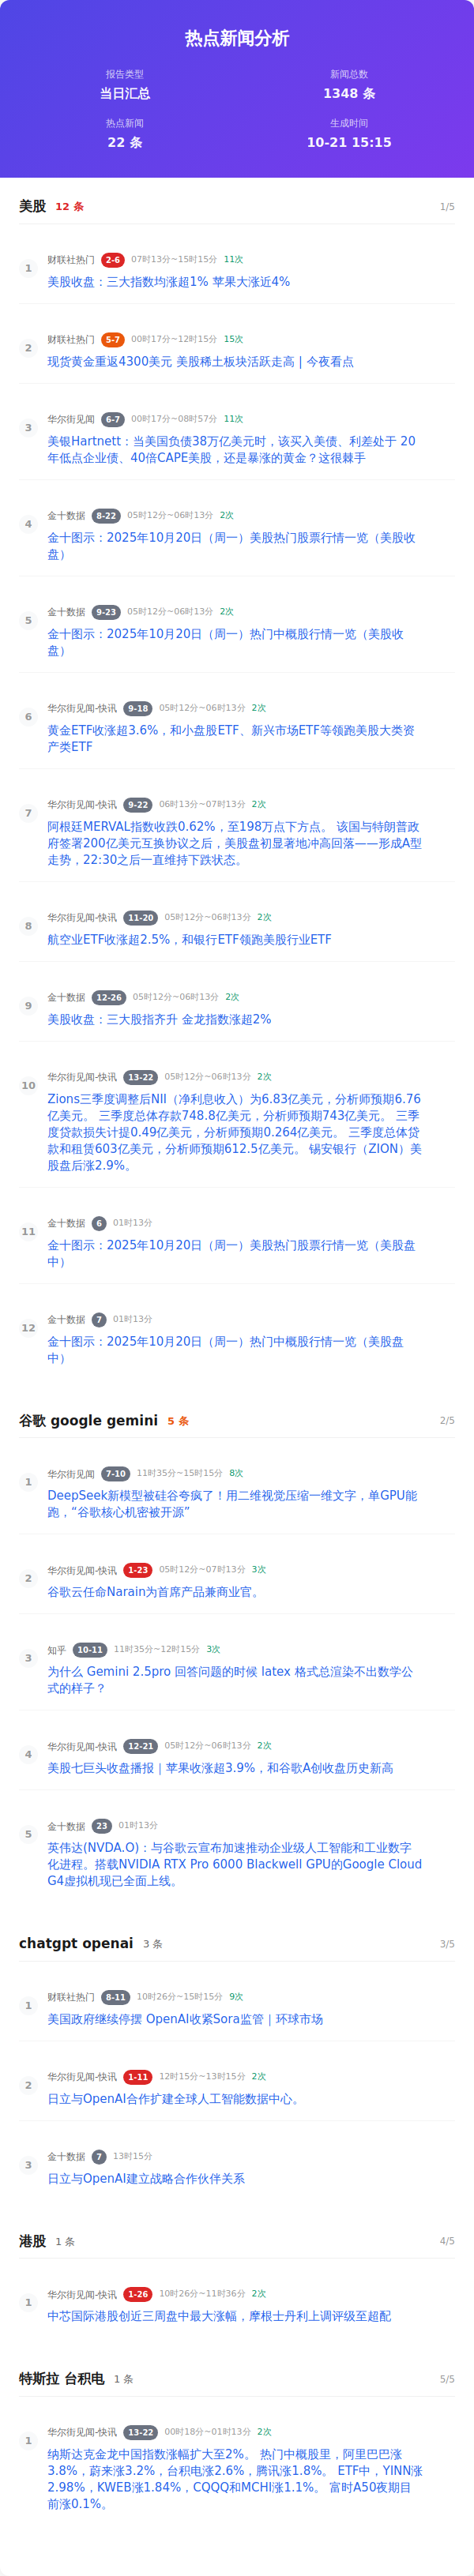 热点新闻分析
报告类型
新闻总数
当日汇总
1348 条
热点新闻
生成时间
22 条
10-21 15:15
美股 12 条 1/5
1
财联社热门 2-6 07时13分~15时15分 11次
美股收盘：三大指数均涨超1% 苹果大涨近4%
2
财联社热门 5-7 00时17分~12时15分 15次
现货黄金重返4300美元 美股稀土板块活跃走高 | 今夜看点
3
华尔街见闻 6-7 00时17分~08时57分 11次
美银Hartnett：当美国负债38万亿美元时，该买入美债、利差处于 20
年低点企业债、40倍CAPE美股，还是暴涨的黄金？这很棘手
4
金十数据 8-22 05时12分~06时13分 2次
金十图示：2025年10月20日（周一）美股热门股票行情一览（美股收
盘）
5
金十数据 9-23 05时12分~06时13分 2次
金十图示：2025年10月20日（周一）热门中概股行情一览（美股收
盘）
6
华尔街见闻-快讯 9-18 05时12分~06时13分 2次
黄金ETF收涨超3.6%，和小盘股ETF、新兴市场ETF等领跑美股大类资
产类ETF
7
华尔街见闻-快讯 9-22 06时13分~07时13分 2次
阿根廷MERVAL指数收跌0.62%，至198万点下方点。 该国与特朗普政
府签署200亿美元互换协议之后，美股盘初显著地冲高回落——形成A型
走势，22:30之后一直维持下跌状态。
8
华尔街见闻-快讯 11-20 05时12分~06时13分 2次
航空业ETF收涨超2.5%，和银行ETF领跑美股行业ETF
9
金十数据 12-26 05时12分~06时13分 2次
美股收盘：三大股指齐升 金龙指数涨超2%
10
华尔街见闻-快讯 13-22 05时12分~06时13分 2次
Zions三季度调整后NII（净利息收入）为6.83亿美元，分析师预期6.76
亿美元。 三季度总体存款748.8亿美元，分析师预期743亿美元。 三季
度贷款损失计提0.49亿美元，分析师预期0.264亿美元。 三季度总体贷
款和租赁603亿美元，分析师预期612.5亿美元。 锡安银行（ZION）美
股盘后涨2.9%。
11
金十数据 6 01时13分
金十图示：2025年10月20日（周一）美股热门股票行情一览（美股盘
中）
12
金十数据 7 01时13分
金十图示：2025年10月20日（周一）热门中概股行情一览（美股盘
中）
谷歌 google gemini 5 条 2/5
1
华尔街见闻 7-10 11时35分~15时15分 8次
DeepSeek新模型被硅谷夸疯了！用二维视觉压缩一维文字，单GPU能
跑，“谷歌核心机密被开源”
2
华尔街见闻-快讯 1-23 05时12分~07时13分 3次
谷歌云任命Narain为首席产品兼商业官。
3
知乎 10-11 11时35分~12时15分 3次
为什么 Gemini 2.5pro 回答问题的时候 latex 格式总渲染不出数学公
式的样子？
4
华尔街见闻-快讯 12-21 05时12分~06时13分 2次
美股七巨头收盘播报｜苹果收涨超3.9%，和谷歌A创收盘历史新高
5
金十数据 23 01时13分
英伟达(NVDA.O)：与谷歌云宣布加速推动企业级人工智能和工业数字
化进程。搭载NVIDIA RTX Pro 6000 Blackwell GPU的Google Cloud
G4虚拟机现已全面上线。
chatgpt openai 3 条 3/5
1
财联社热门 8-11 10时26分~15时15分 9次
美国政府继续停摆 OpenAI收紧Sora监管｜环球市场
2
华尔街见闻-快讯 1-11 12时15分~13时15分 2次
日立与OpenAI合作扩建全球人工智能数据中心。
3
金十数据 7 13时15分
日立与OpenAI建立战略合作伙伴关系
港股 1 条 4/5
1
华尔街见闻-快讯 1-26 10时26分~11时36分 2次
中芯国际港股创近三周盘中最大涨幅，摩根士丹利上调评级至超配
特斯拉 台积电 1 条 5/5
1
华尔街见闻-快讯 13-22 00时18分~01时13分 2次
纳斯达克金龙中国指数涨幅扩大至2%。 热门中概股里，阿里巴巴涨
3.8%，蔚来涨3.2%，台积电涨2.6%，腾讯涨1.8%。 ETF中，YINN涨
2.98%，KWEB涨1.84%，CQQQ和MCHI涨1.1%。 富时A50夜期目
前涨0.1%。